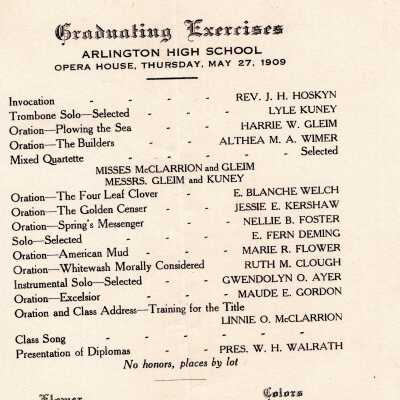 Graduating Exercises
ARLINGTON HIGH SCHOOL
OPERA HOUSE, THURSDAY, MAY 27, 1909
Invocation - - - - - REV. J. H. HOSKYN
Trombone Solo—Selected - - - - LYLE KUNEY
Oration—Plowing the Sea - - - HARRIE W. GLEIM
Oration—The Builders - - - ALTHEA M. A. WIMER
Mixed Quartette - - - - - - Selected
MISSES McCLARRION and GLEIM
MESSRS. GLEIM and KUNEY
Oration—The Four Leaf Clover - - E. BLANCHE WELCH
Oration—The Golden Censer - - - JESSIE E. KERSHAW
Oration—Spring's Messenger - - - NELLIE B. FOSTER
Solo—Selected - - - - - E. FERN DEMING
Oration—American Mud - - - - MARIE R. FLOWER
Oration—Whitewash Morally Considered - RUTH M. CLOUGH
Instrumental Solo—Selected - - GWENDOLYN O. AYER
Oration—Excelsior - - - - MAUDE E. GORDON
Oration and Class Address—Training for the Title
LINNIE O. McCLARRION
Class Song - - - - - - -
Presentation of Diplomas - - PRES. W. H. WALRATH
No honors, places by lot
Flower Colors